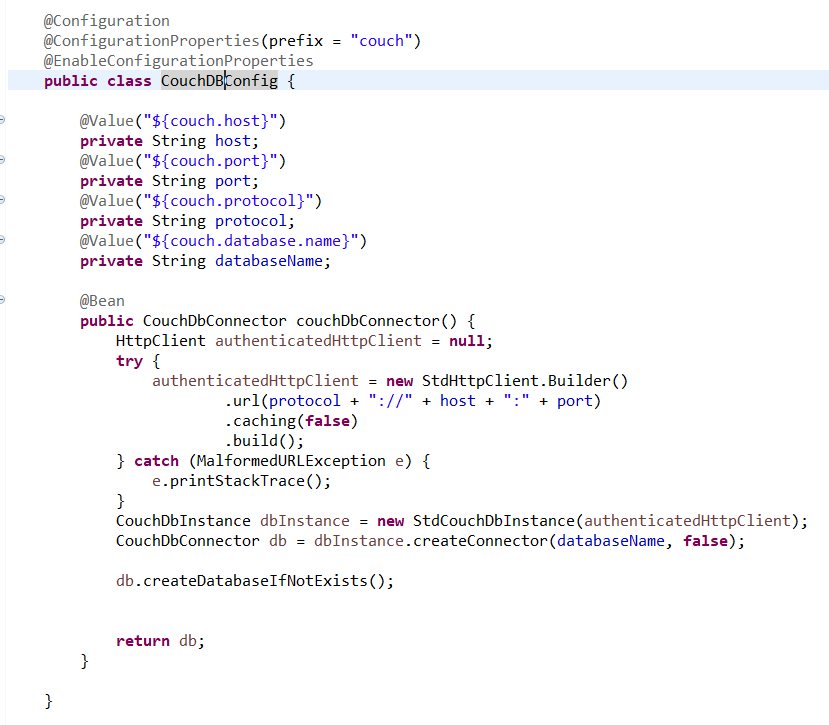 @Configuration
@ConfigurationProperties(prefix = "couch")
@EnableConfigurationProperties
public class CouchDBConfig {
@Value("${couch.host}")
private String host;
@Value("${couch.port}")
private String port;
@Value("${couch.protocol}")
private String protocol;
@Value("${couch.database.name}")
private String databaseName;
@Bean
public CouchDbConnector couchDbConnector() {
HttpClient authenticatedHttpClient = null;
try {
authenticatedHttpClient = new StdHttpClient.Builder()
.url(protocol + "://" + host + ":" + port)
.caching(false)
.build();
} catch (MalformedURLException e) {
e.printStackTrace();
}
CouchDbInstance dbInstance = new StdCouchDbInstance(authenticatedHttpClient);
CouchDbConnector db = dbInstance.createConnector(databaseName, false);
db.createDatabaseIfNotExists();
return db;
}
}